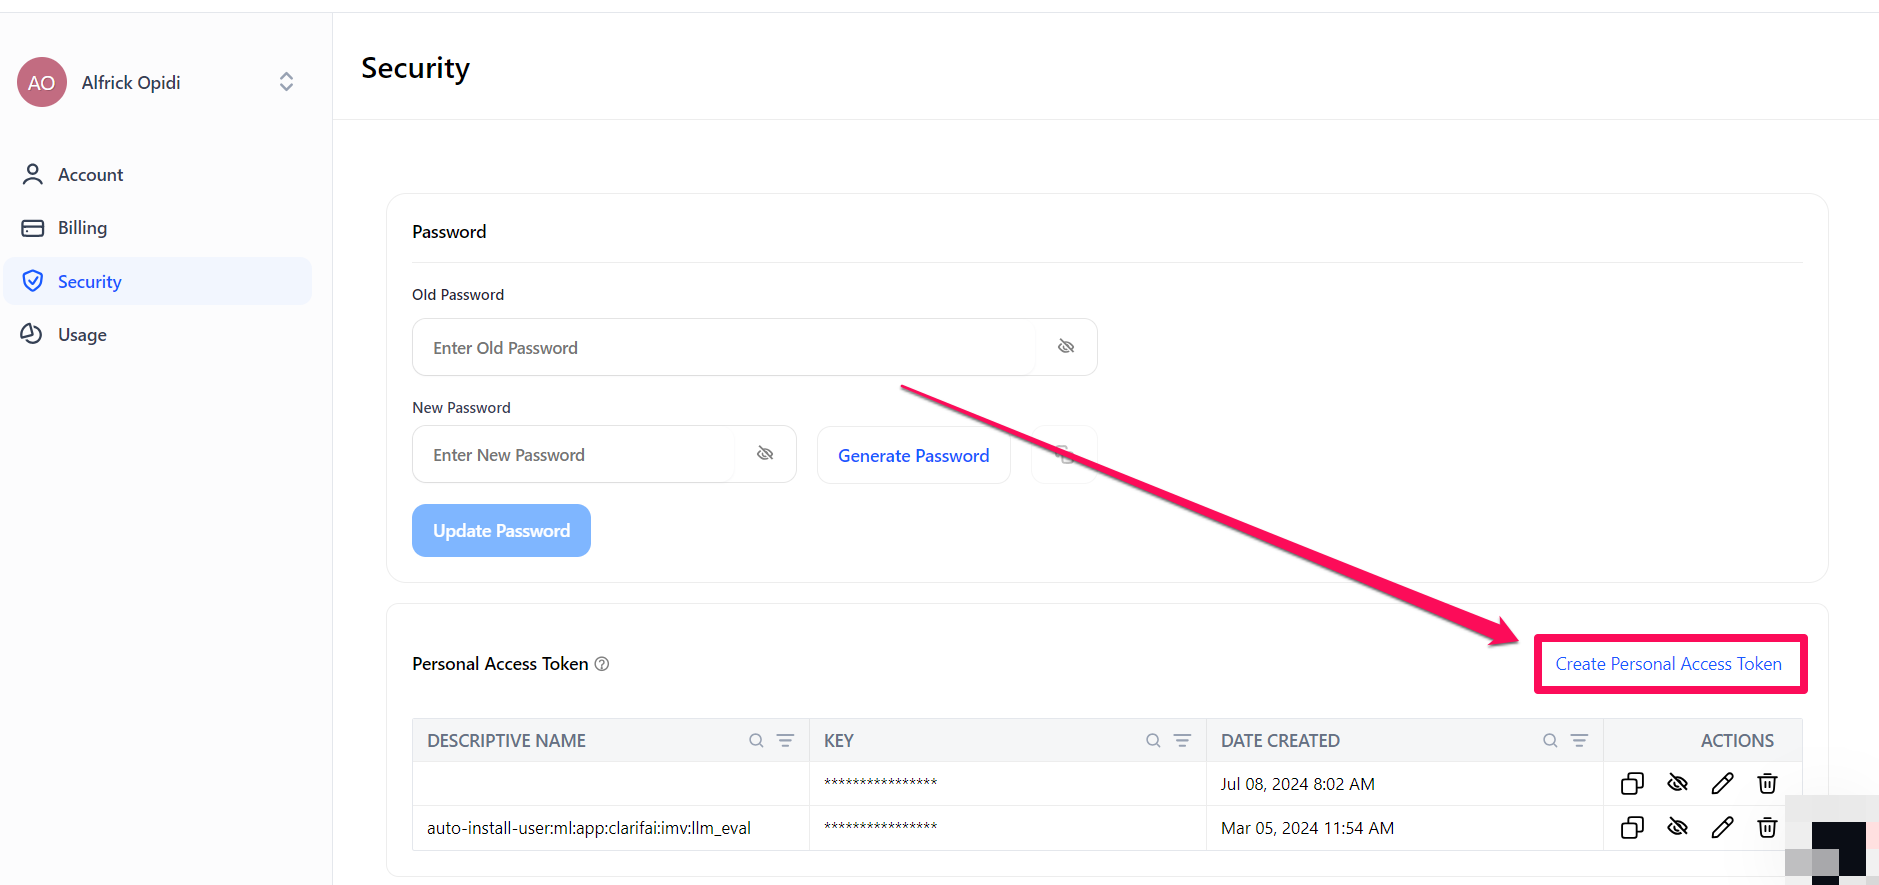 Security
AO Alfrick Opidi
Account
Billing
Security
Usage
Password
Old Password
Enter Old Password
New Password
Enter New Password
Generate Password
Update Password
Personal Access Token ?
Create Personal Access Token
DESCRIPTIVE NAME KEY DATE CREATED ACTIONS
**************** Jul 08, 2024 8:02 AM
auto-install-user:ml:app:clarifai:imv:llm_eval **************** Mar 05, 2024 11:54 AM